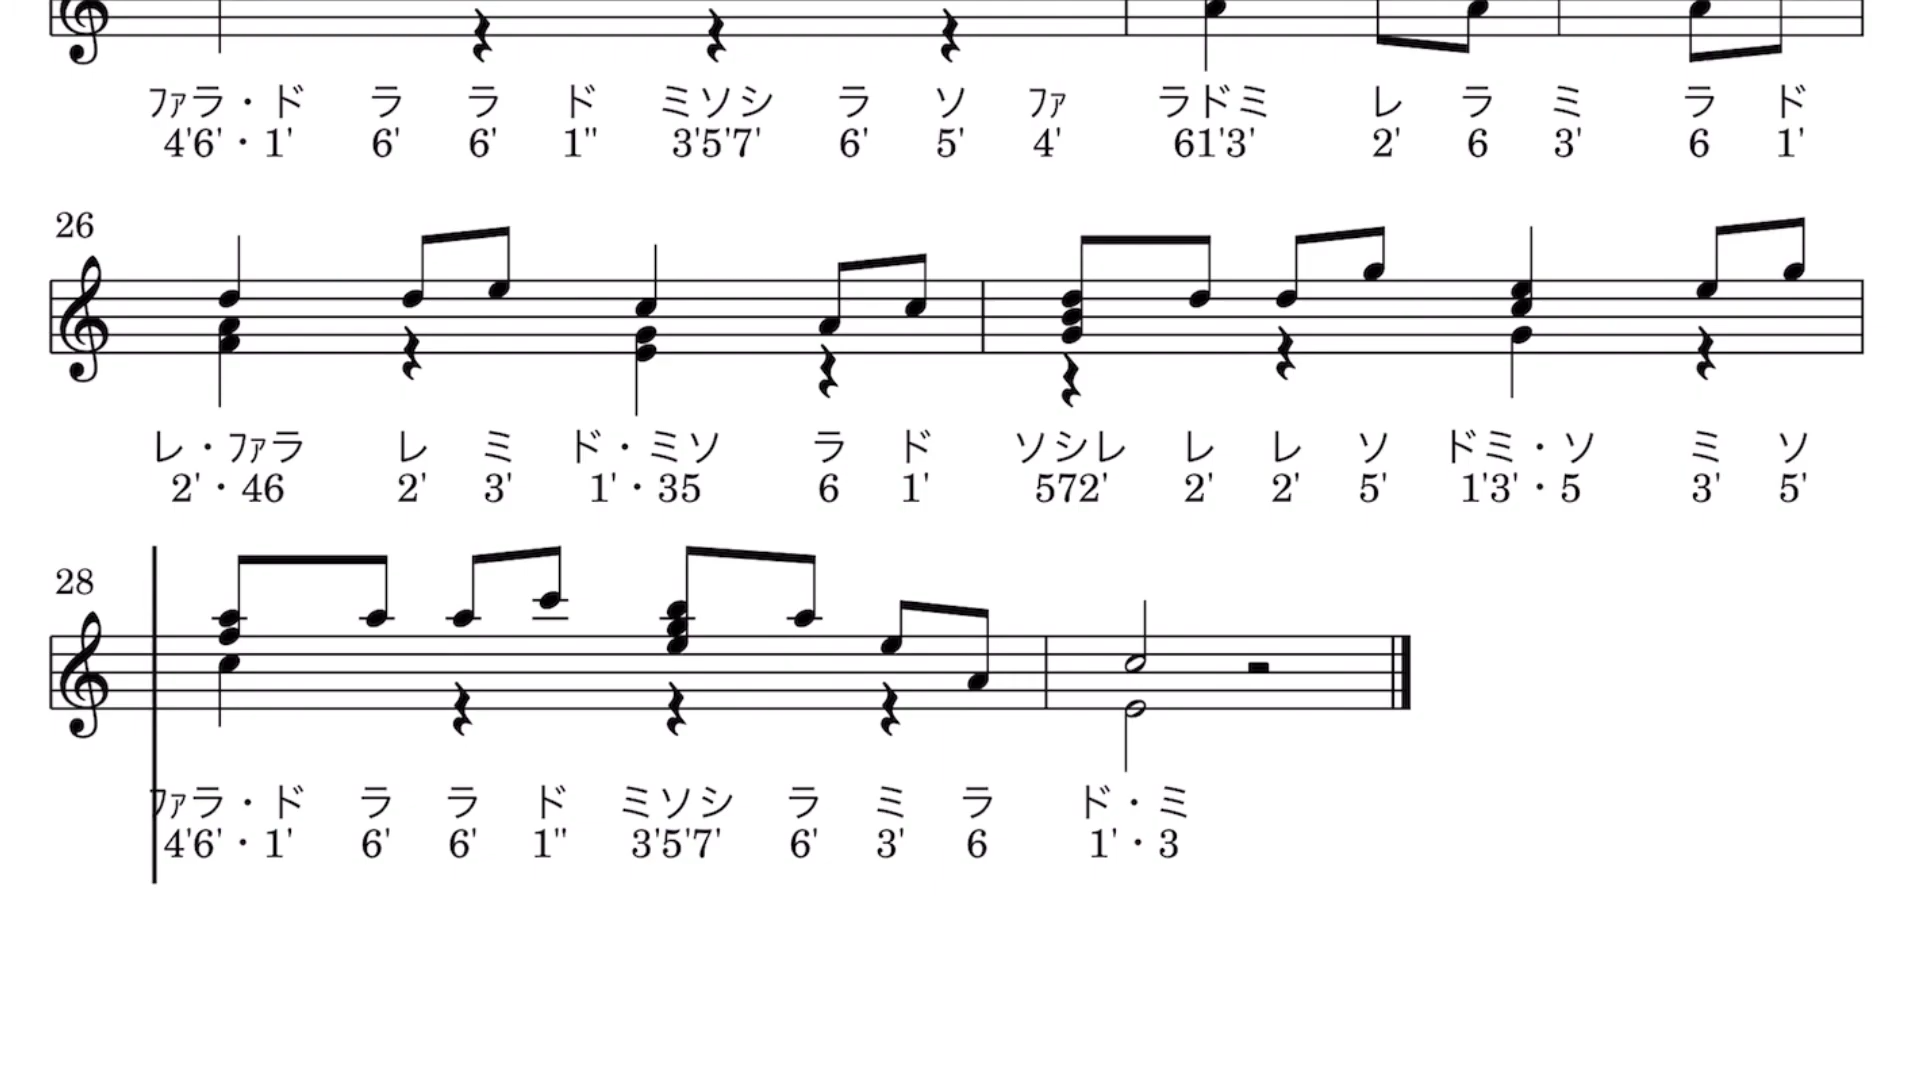 ﾌｧラ・ド ラ ラ ド ミソシ ラ ソ ﾌｧ ラドミ レ ラ ミ ラ ド
4'6'・1' 6' 6' 1" 3'5'7' 6' 5' 4' 61'3' 2' 6 3' 6 1'
26
レ・ﾌｧラ レ ミ ド・ミソ ラ ド ソシレ レ レ ソ ドミ・ソ ミ ソ
2'・46 2' 3' 1'・35 6 1' 572' 2' 2' 5' 1'3'・5 3' 5'
28
ﾌｧラ・ド ラ ラ ド ミソシ ラ ミ ラ ド・ミ
4'6'・1' 6' 6' 1" 3'5'7' 6' 3' 6 1'・3